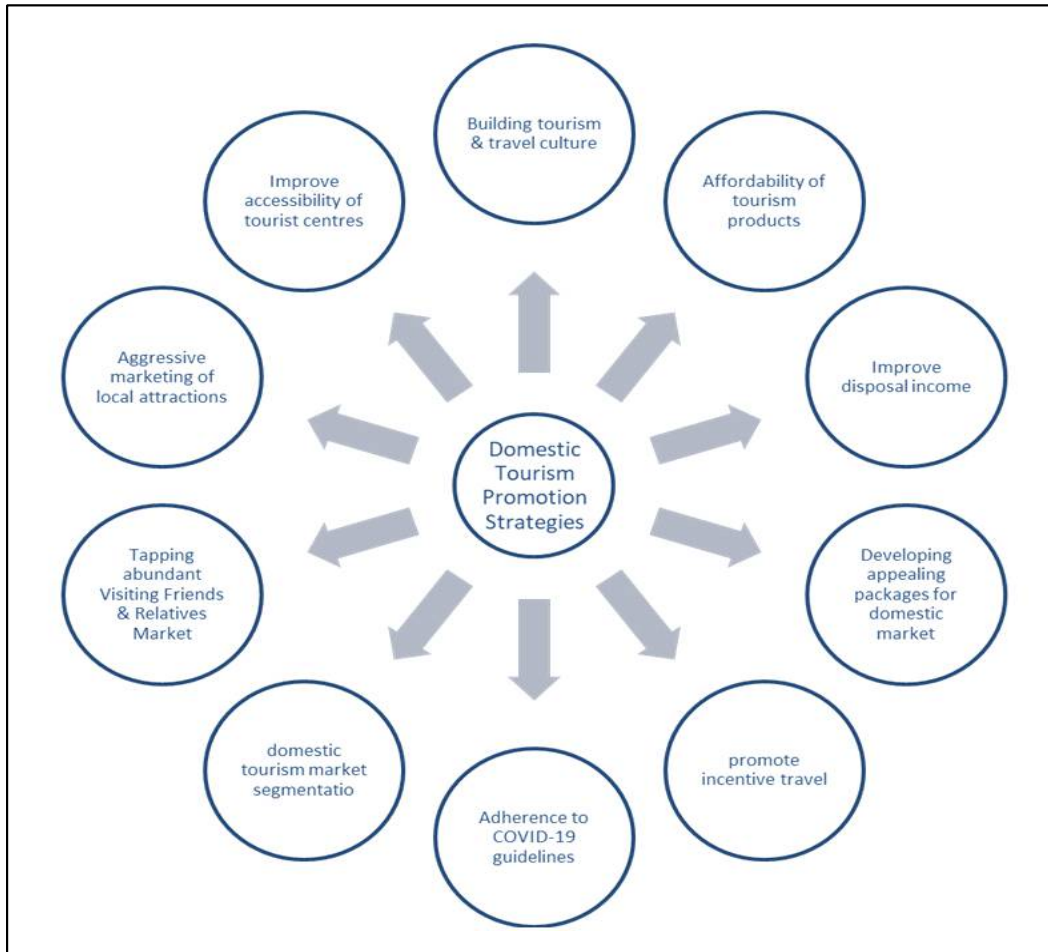 Building tourism
& travel culture
Affordability of
tourism
products
Improve
disposal income
Developing
appealing
packages for
domestic
market
promote
incentive travel
Adherence to
COVID-19
guidelines
domestic
tourism market
segmentatio
Tapping
abundant
Visiting Friends
& Relatives
Market
Aggressive
marketing of
local attractions
Improve
accessibility of
tourist centres
Domestic
Tourism
Promotion
Strategies